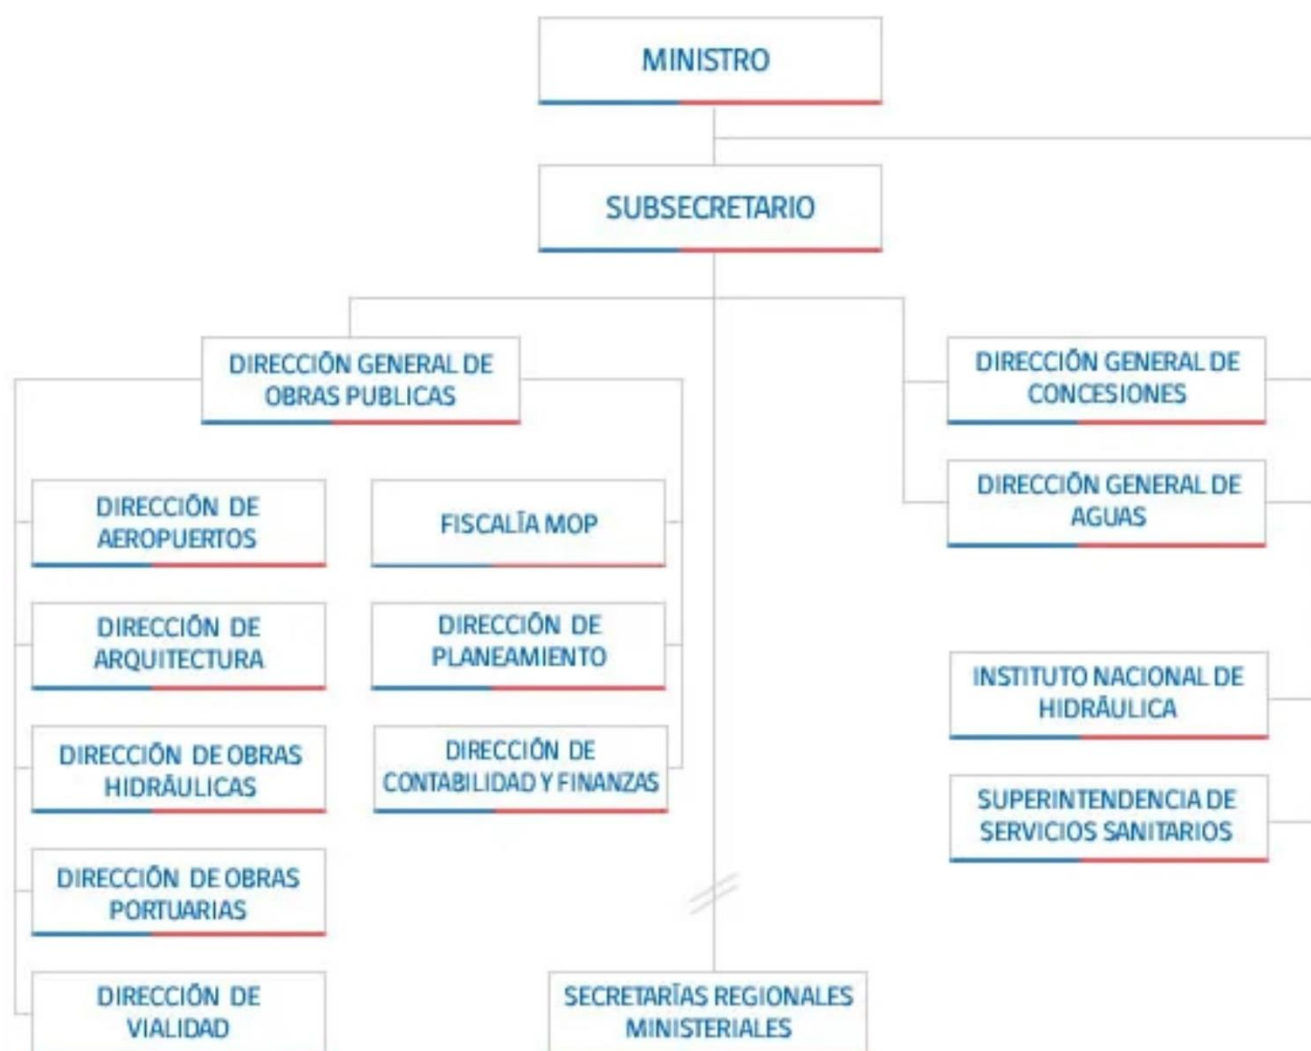 MINISTRO
SUBSECRETARIO
DIRECCIÓN GENERAL DE
OBRAS PUBLICAS
DIRECCIÓN GENERAL DE
CONCESIONES
DIRECCIÓN GENERAL DE
AGUAS
DIRECCIÓN DE
AEROPUERTOS
FISCALÍA MOP
DIRECCIÓN DE
ARQUITECTURA
DIRECCIÓN DE
PLANEAMIENTO
DIRECCIÓN DE OBRAS
HIDRÁULICAS
DIRECCIÓN DE
CONTABILIDAD Y FINANZAS
INSTITUTO NACIONAL DE
HIDRÁULICA
SUPERINTENDENCIA DE
SERVICIOS SANITARIOS
DIRECCIÓN DE OBRAS
PORTUARIAS
DIRECCIÓN DE
VIALIDAD
SECRETARÍAS REGIONALES
MINISTERIALES